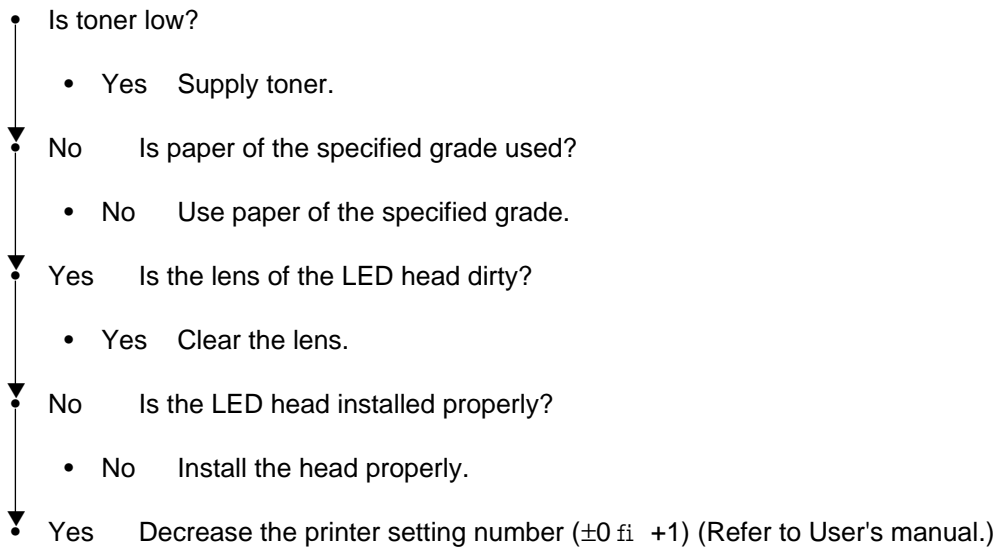 • Is toner low?
• Yes Supply toner.
• No Is paper of the specified grade used?
• No Use paper of the specified grade.
• Yes Is the lens of the LED head dirty?
• Yes Clear the lens.
• No Is the LED head installed properly?
• No Install the head properly.
• Yes Decrease the printer setting number (±0 fi +1) (Refer to User's manual.)